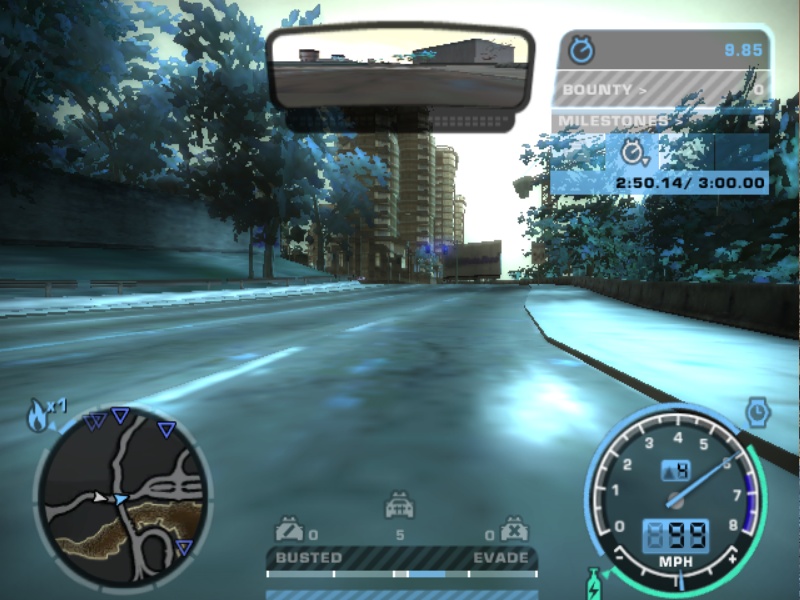 9.85
BOUNTY > 0
MILESTONES > 2
2:50.14/ 3:00.00
x1
0 1 2 3 4 5 6 7 8
4
99
MPH
0 5 0
BUSTED EVADE